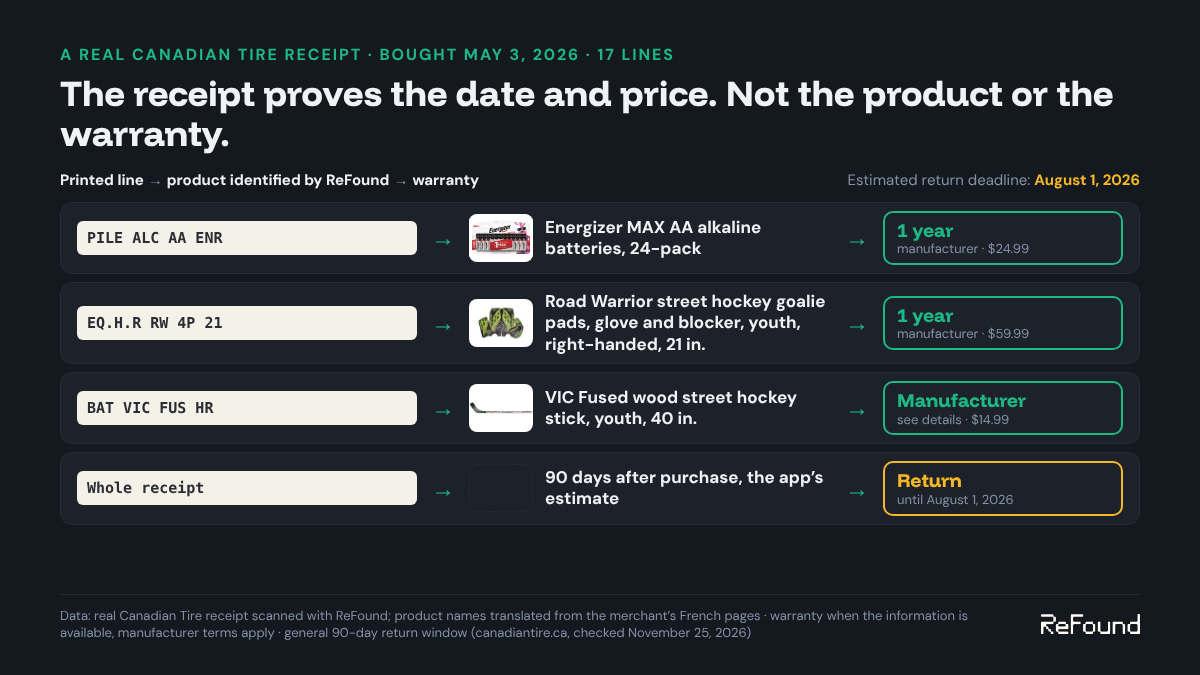 A REAL CANADIAN TIRE RECEIPT · BOUGHT MAY 3, 2026 · 17 LINES
The receipt proves the date and price. Not the product or the
warranty.
Printed line → product identified by ReFound → warranty
Estimated return deadline: August 1, 2026
PILE ALC AA ENR
→
Energizer
Energizer MAX AA alkaline
batteries, 24-pack
→
1 year
manufacturer · $24.99
EQ.H.R RW 4P 21
→
Road Warrior street hockey goalie
pads, glove and blocker, youth,
right-handed, 21 in.
→
1 year
manufacturer · $59.99
BAT VIC FUS HR
→
VIC Fused wood street hockey
stick, youth, 40 in.
→
Manufacturer
see details · $14.99
Whole receipt
→
90 days after purchase, the app’s
estimate
→
Return
until August 1, 2026
Data: real Canadian Tire receipt scanned with ReFound; product names translated from the merchant’s French pages · warranty when the information is
available, manufacturer terms apply · general 90-day return window (canadiantire.ca, checked November 25, 2026)
ReFound